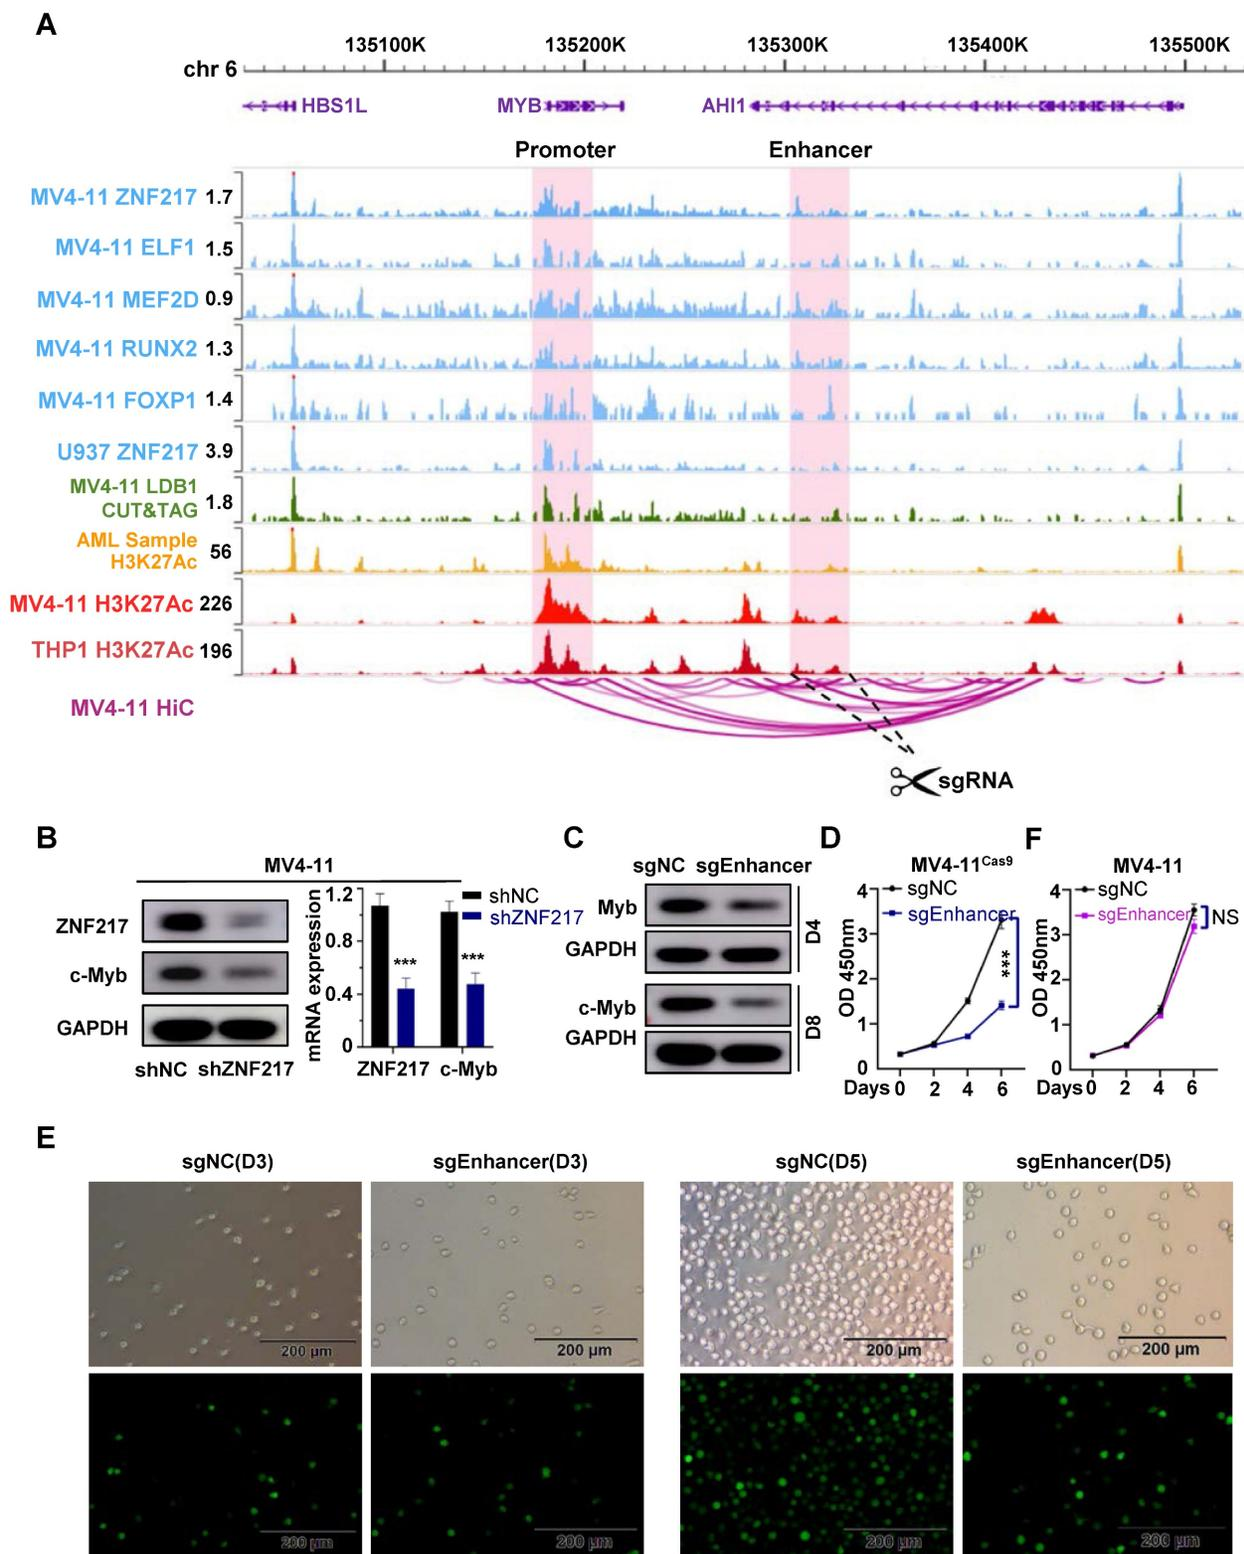 A
135100K 135200K 135300K 135400K 135500K
chr 6
HBS1L MYB AHI1
Promoter Enhancer
MV4-11 ZNF217 1.7
MV4-11 ELF1 1.5
MV4-11 MEF2D 0.9
MV4-11 RUNX2 1.3
MV4-11 FOXP1 1.4
U937 ZNF217 3.9
MV4-11 LDB1
CUT&TAG 1.8
AML Sample
H3K27Ac 56
MV4-11 H3K27Ac 226
THP1 H3K27Ac 196
MV4-11 HiC
sgRNA
B
MV4-11
ZNF217
c-Myb
GAPDH
shNC shZNF217
mRNA expression
1.2
0.8
0.4
0
shNC
shZNF217
***
***
ZNF217 c-Myb
C
sgNC sgEnhancer
Myb
GAPDH
D4
c-Myb
GAPDH
D8
D
MV4-11Cas9
sgNC
sgEnhancer
OD 450nm
4
3
2
1
0
***
Days 0 2 4 6
F
MV4-11
sgNC
sgEnhancer
NS
OD 450nm
4
3
2
1
0
Days 0 2 4 6
E
sgNC(D3) sgEnhancer(D3) sgNC(D5) sgEnhancer(D5)
200 μm 200 μm 200 μm 200 μm
200 μm 200 μm 200 μm 200 μm